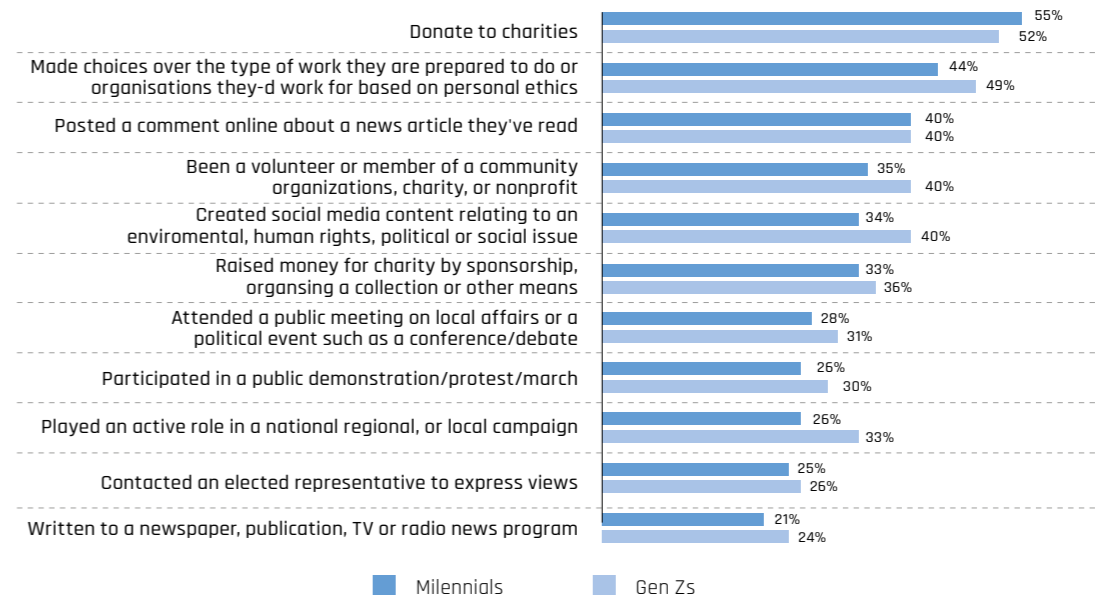 Donate to charities
55%
52%
Made choices over the type of work they are prepared to do or
organisations they-d work for based on personal ethics
44%
49%
Posted a comment online about a news article they've read
40%
40%
Been a volunteer or member of a community
organizations, charity, or nonprofit
35%
40%
Created social media content relating to an
enviromental, human rights, political or social issue
34%
40%
Raised money for charity by sponsorship,
organsing a collection or other means
33%
36%
Attended a public meeting on local affairs or a
political event such as a conference/debate
28%
31%
Participated in a public demonstration/protest/march
26%
30%
Played an active role in a national regional, or local campaign
26%
33%
Contacted an elected representative to express views
25%
26%
Written to a newspaper, publication, TV or radio news program
21%
24%
Milennials
Gen Zs